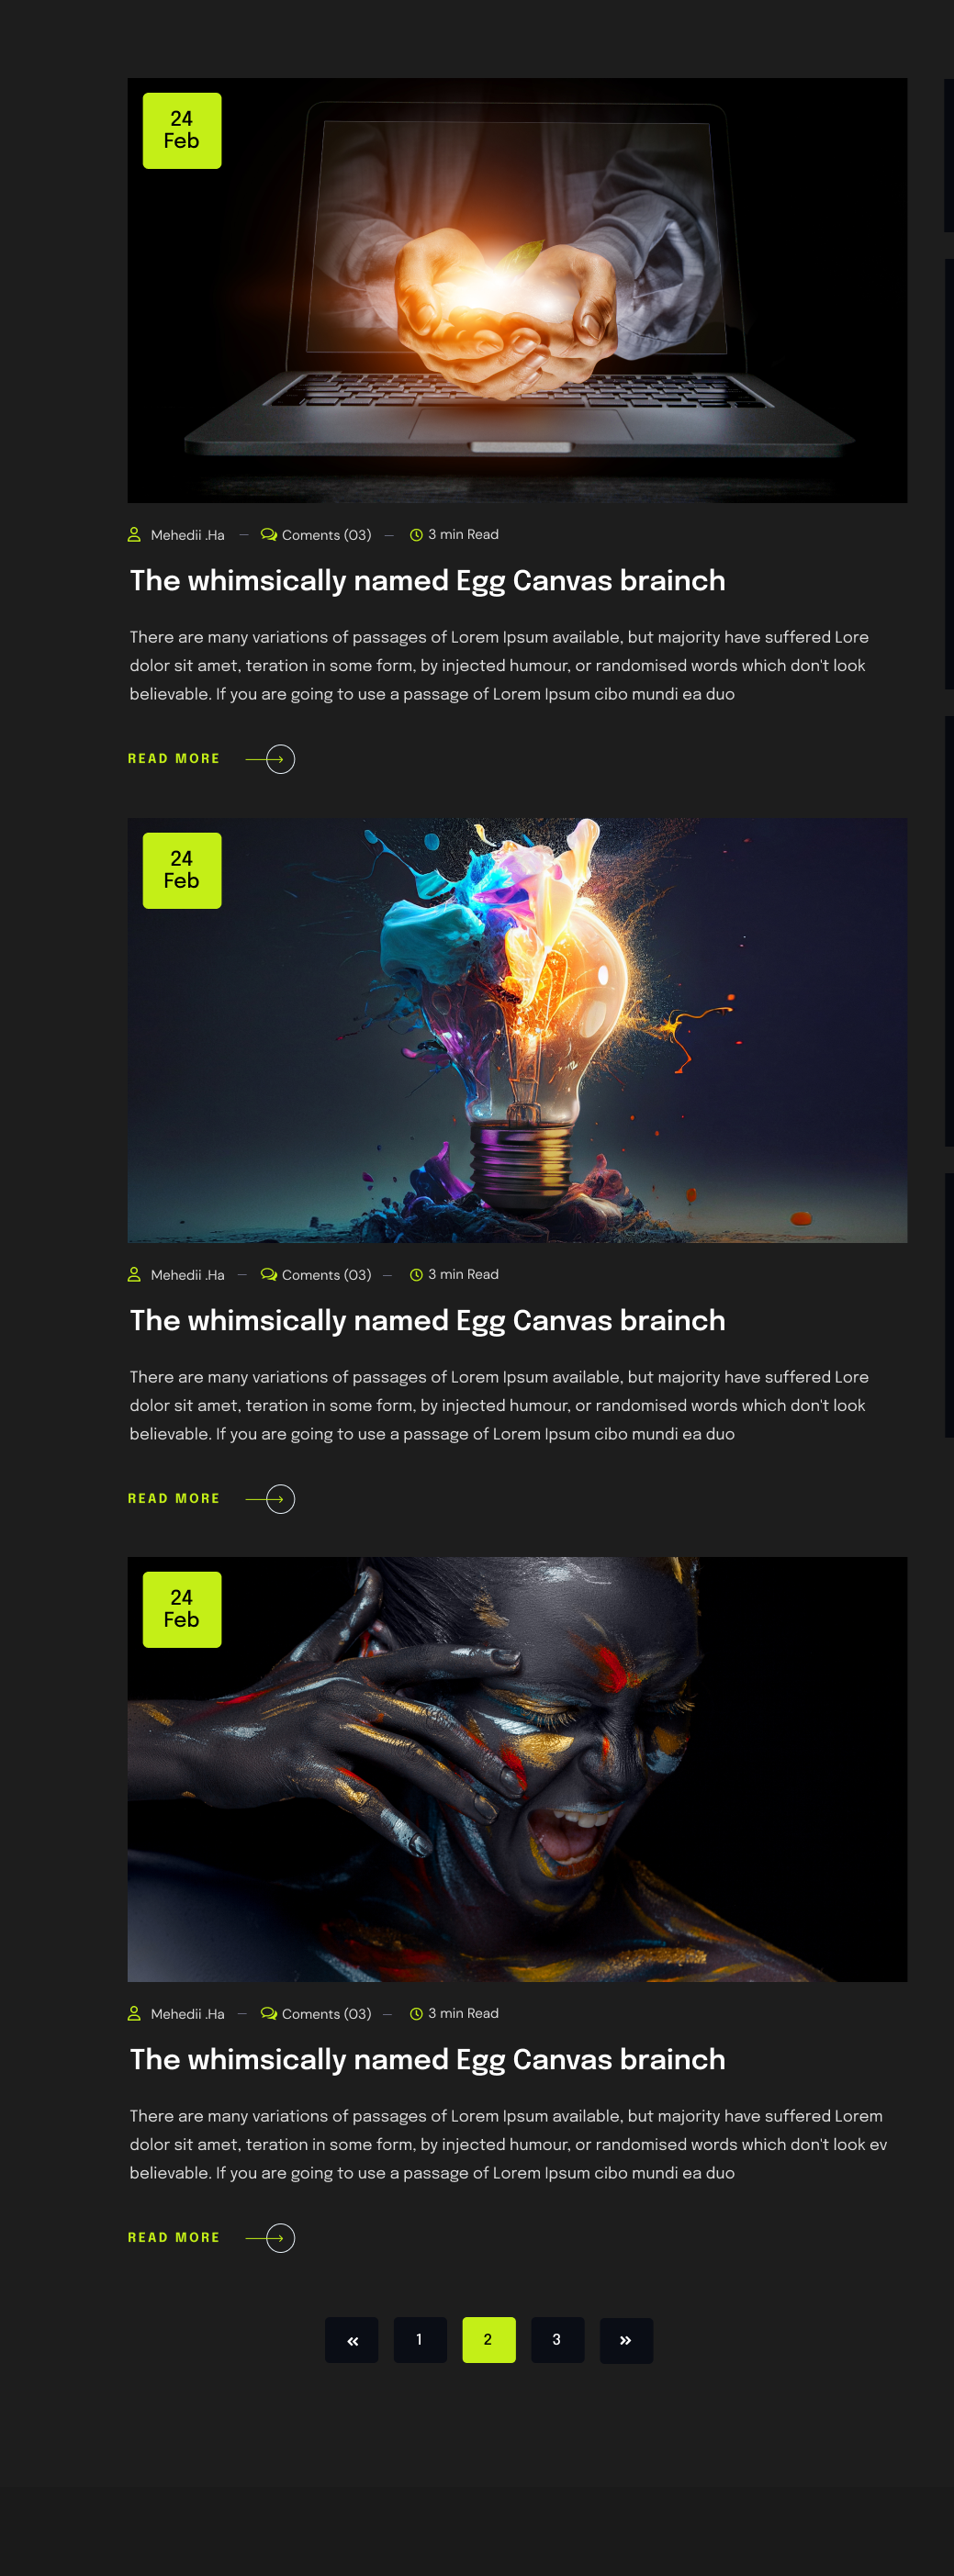 24
Feb
Mehedii .Ha — Coments (03) — 3 min Read
The whimsically named Egg Canvas brainch
There are many variations of passages of Lorem Ipsum available, but majority have suffered Lore
dolor sit amet, teration in some form, by injected humour, or randomised words which don't look
believable. If you are going to use a passage of Lorem Ipsum cibo mundi ea duo
READ MORE
24
Feb
Mehedii .Ha — Coments (03) — 3 min Read
The whimsically named Egg Canvas brainch
There are many variations of passages of Lorem Ipsum available, but majority have suffered Lore
dolor sit amet, teration in some form, by injected humour, or randomised words which don't look
believable. If you are going to use a passage of Lorem Ipsum cibo mundi ea duo
READ MORE
24
Feb
Mehedii .Ha — Coments (03) — 3 min Read
The whimsically named Egg Canvas brainch
There are many variations of passages of Lorem Ipsum available, but majority have suffered Lorem
dolor sit amet, teration in some form, by injected humour, or randomised words which don't look ev
believable. If you are going to use a passage of Lorem Ipsum cibo mundi ea duo
READ MORE
« 1 2 3 »